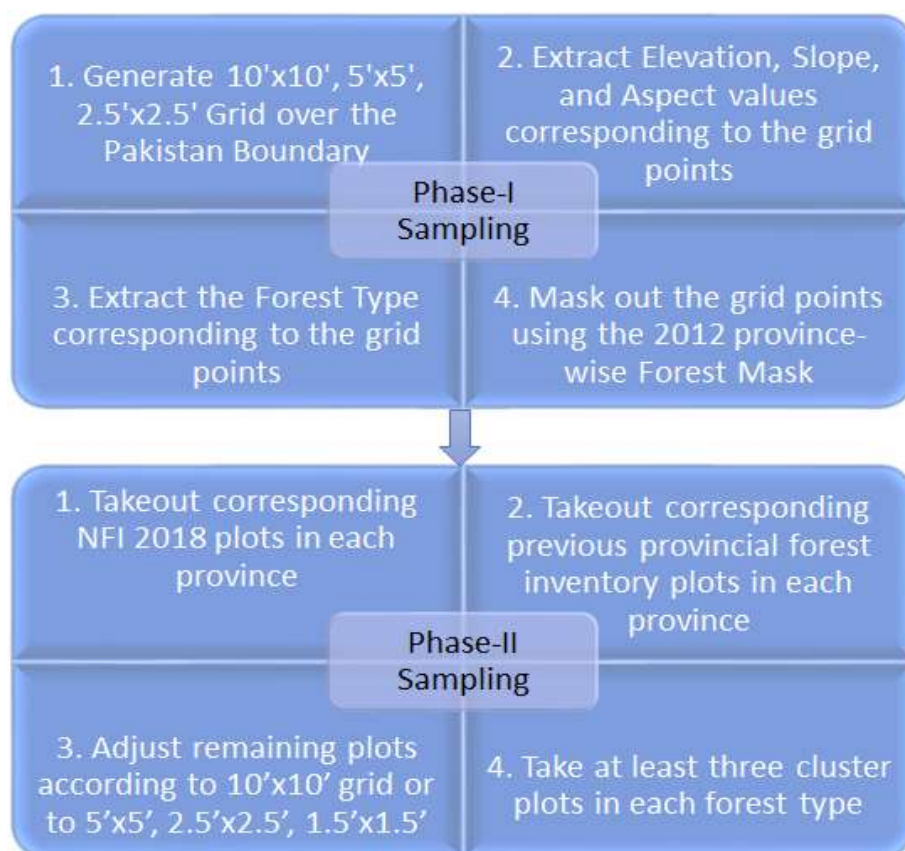 1. Generate 10'x10', 5'x5',
2.5'x2.5' Grid over the
Pakistan Boundary
2. Extract Elevation, Slope,
and Aspect values
corresponding to the grid
points
Phase-I
Sampling
3. Extract the Forest Type
corresponding to the grid
points
4. Mask out the grid points
using the 2012 province-
wise Forest Mask
1. Takeout corresponding
NFI 2018 plots in each
province
2. Takeout corresponding
previous provincial forest
inventory plots in each
province
Phase-II
Sampling
3. Adjust remaining plots
according to 10’x10’ grid or
to 5’x5’, 2.5’x2.5’, 1.5’x1.5’
4. Take at least three cluster
plots in each forest type